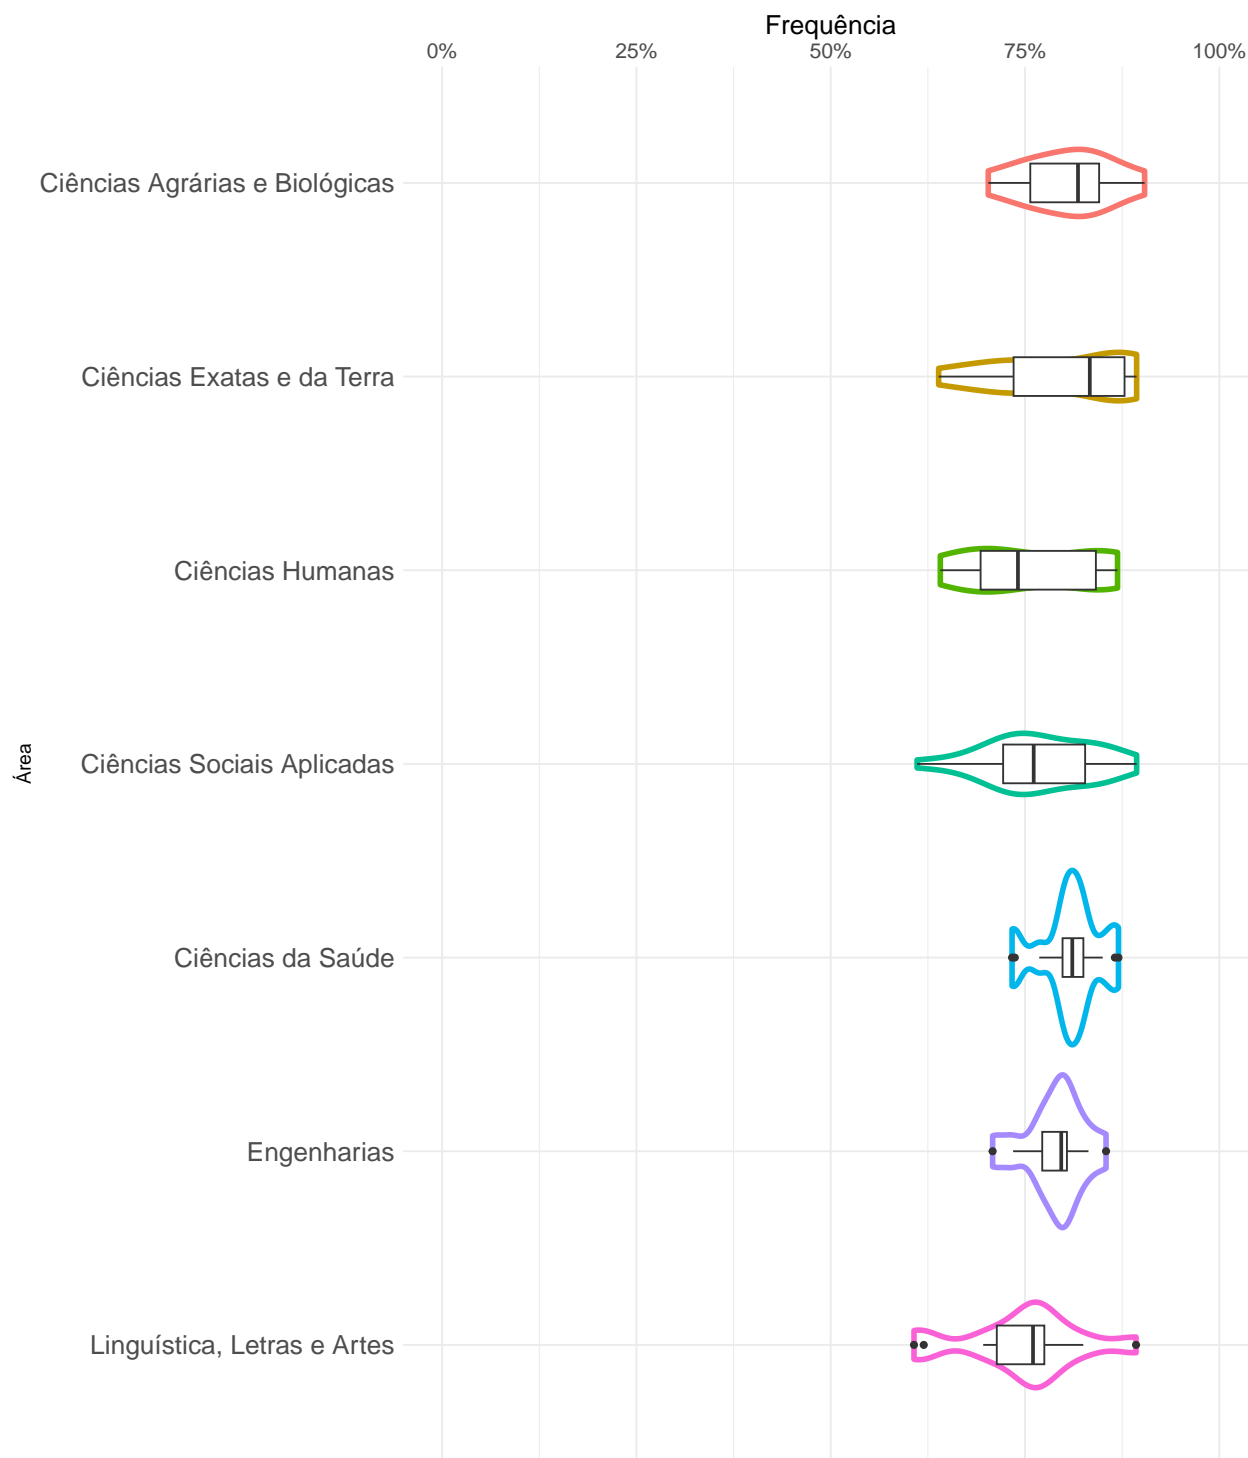 Frequência
0% 25% 50% 75% 100%
Ciências Agrárias e Biológicas
Ciências Exatas e da Terra
Ciências Humanas
Área
Ciências Sociais Aplicadas
Ciências da Saúde
Engenharias
Linguística, Letras e Artes